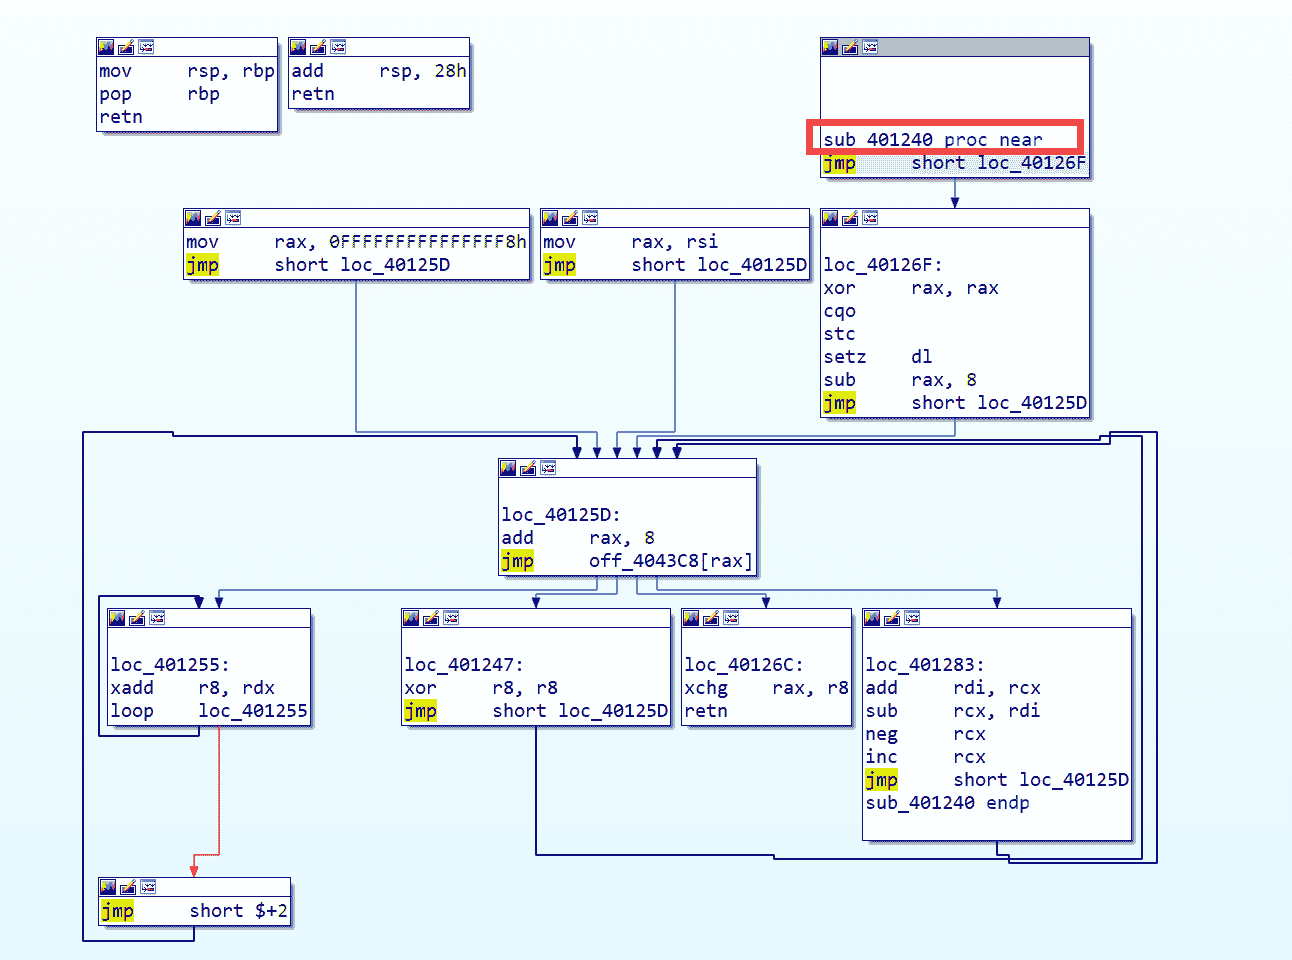 mov rsp, rbp
pop rbp
retn
add rsp, 28h
retn
sub_401240 proc near
jmp short loc_40126F
mov rax, 0FFFFFFFFFFFFFFF8h
jmp short loc_40125D
mov rax, rsi
jmp short loc_40125D
loc_40126F:
xor rax, rax
cqo
stc
setz dl
sub rax, 8
jmp short loc_40125D
loc_40125D:
add rax, 8
jmp off_4043C8[rax]
loc_401255:
xadd r8, rdx
loop loc_401255
loc_401247:
xor r8, r8
jmp short loc_40125D
loc_40126C:
xchg rax, r8
retn
loc_401283:
add rdi, rcx
sub rcx, rdi
neg rcx
inc rcx
jmp short loc_40125D
sub_401240 endp
jmp short $+2